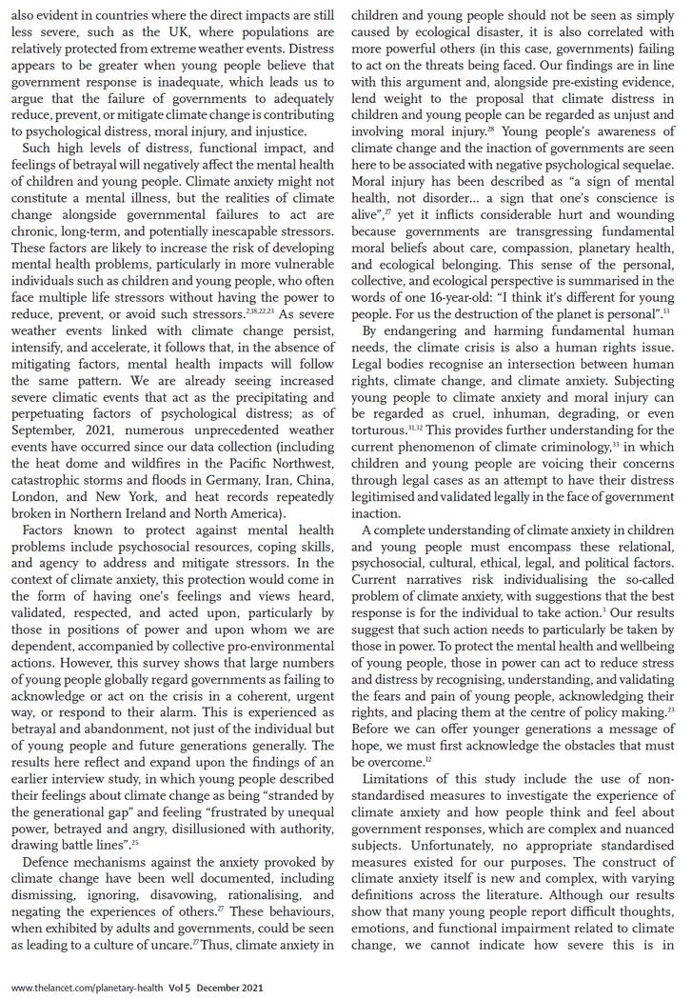 also evident in countries where the direct impacts are still
less severe, such as the UK, where populations are
relatively protected from extreme weather events. Distress
appears to be greater when young people believe that
government response is inadequate, which leads us to
argue that the failure of governments to adequately
reduce, prevent, or mitigate climate change is contributing
to psychological distress, moral injury, and injustice.
Such high levels of distress, functional impact, and
feelings of betrayal will negatively affect the mental health
of children and young people. Climate anxiety might not
constitute a mental illness, but the realities of climate
change alongside governmental failures to act are
chronic, long-term, and potentially inescapable stressors.
These factors are likely to increase the risk of developing
mental health problems, particularly in more vulnerable
individuals such as children and young people, who often
face multiple life stressors without having the power to
reduce, prevent, or avoid such stressors.2,18,22,23 As severe
weather events linked with climate change persist,
intensify, and accelerate, it follows that, in the absence of
mitigating factors, mental health impacts will follow
the same pattern. We are already seeing increased
severe climatic events that act as the precipitating and
perpetuating factors of psychological distress; as of
September, 2021, numerous unprecedented weather
events have occurred since our data collection (including
the heat dome and wildfires in the Pacific Northwest,
catastrophic storms and floods in Germany, Iran, China,
London, and New York, and heat records repeatedly
broken in Northern Ireland and North America).
Factors known to protect against mental health
problems include psychosocial resources, coping skills,
and agency to address and mitigate stressors. In the
context of climate anxiety, this protection would come in
the form of having one's feelings and views heard,
validated, respected, and acted upon, particularly by
those in positions of power and upon whom we are
dependent, accompanied by collective pro-environmental
actions. However, this survey shows that large numbers
of young people globally regard governments as failing to
acknowledge or act on the crisis in a coherent, urgent
way, or respond to their alarm. This is experienced as
betrayal and abandonment, not just of the individual but
of young people and future generations generally. The
results here reflect and expand upon the findings of an
earlier interview study, in which young people described
their feelings about climate change as being “stranded by
the generational gap” and feeling “frustrated by unequal
power, betrayed and angry, disillusioned with authority,
drawing battle lines”.25
Defence mechanisms against the anxiety provoked by
climate change have been well documented, including
dismissing, ignoring, disavowing, rationalising, and
negating the experiences of others.27 These behaviours,
when exhibited by adults and governments, could be seen
as leading to a culture of uncare.27 Thus, climate anxiety in
children and young people should not be seen as simply
caused by ecological disaster, it is also correlated with
more powerful others (in this case, governments) failing
to act on the threats being faced. Our findings are in line
with this argument and, alongside pre-existing evidence,
lend weight to the proposal that climate distress in
children and young people can be regarded as unjust and
involving moral injury.28 Young people's awareness of
climate change and the inaction of governments are seen
here to be associated with negative psychological sequelae.
Moral injury has been described as “a sign of mental
health, not disorder... a sign that one's conscience is
alive”,27 yet it inflicts considerable hurt and wounding
because governments are transgressing fundamental
moral beliefs about care, compassion, planetary health,
and ecological belonging. This sense of the personal,
collective, and ecological perspective is summarised in the
words of one 16-year-old: “I think it's different for young
people. For us the destruction of the planet is personal”.13
By endangering and harming fundamental human
needs, the climate crisis is also a human rights issue.
Legal bodies recognise an intersection between human
rights, climate change, and climate anxiety. Subjecting
young people to climate anxiety and moral injury can
be regarded as cruel, inhuman, degrading, or even
torturous.31,32 This provides further understanding for the
current phenomenon of climate criminology,33 in which
children and young people are voicing their concerns
through legal cases as an attempt to have their distress
legitimised and validated legally in the face of government
inaction.
A complete understanding of climate anxiety in children
and young people must encompass these relational,
psychosocial, cultural, ethical, legal, and political factors.
Current narratives risk individualising the so-called
problem of climate anxiety, with suggestions that the best
response is for the individual to take action.3 Our results
suggest that such action needs to particularly be taken by
those in power. To protect the mental health and wellbeing
of young people, those in power can act to reduce stress
and distress by recognising, understanding, and validating
the fears and pain of young people, acknowledging their
rights, and placing them at the centre of policy making.23
Before we can offer younger generations a message of
hope, we must first acknowledge the obstacles that must
be overcome.12
Limitations of this study include the use of non-
standardised measures to investigate the experience of
climate anxiety and how people think and feel about
government responses, which are complex and nuanced
subjects. Unfortunately, no appropriate standardised
measures existed for our purposes. The construct of
climate anxiety itself is new and complex, with varying
definitions across the literature. Although our results
show that many young people report difficult thoughts,
emotions, and functional impairment related to climate
change, we cannot indicate how severe this is in
www.thelancet.com/planetary-health Vol 5 December 2021